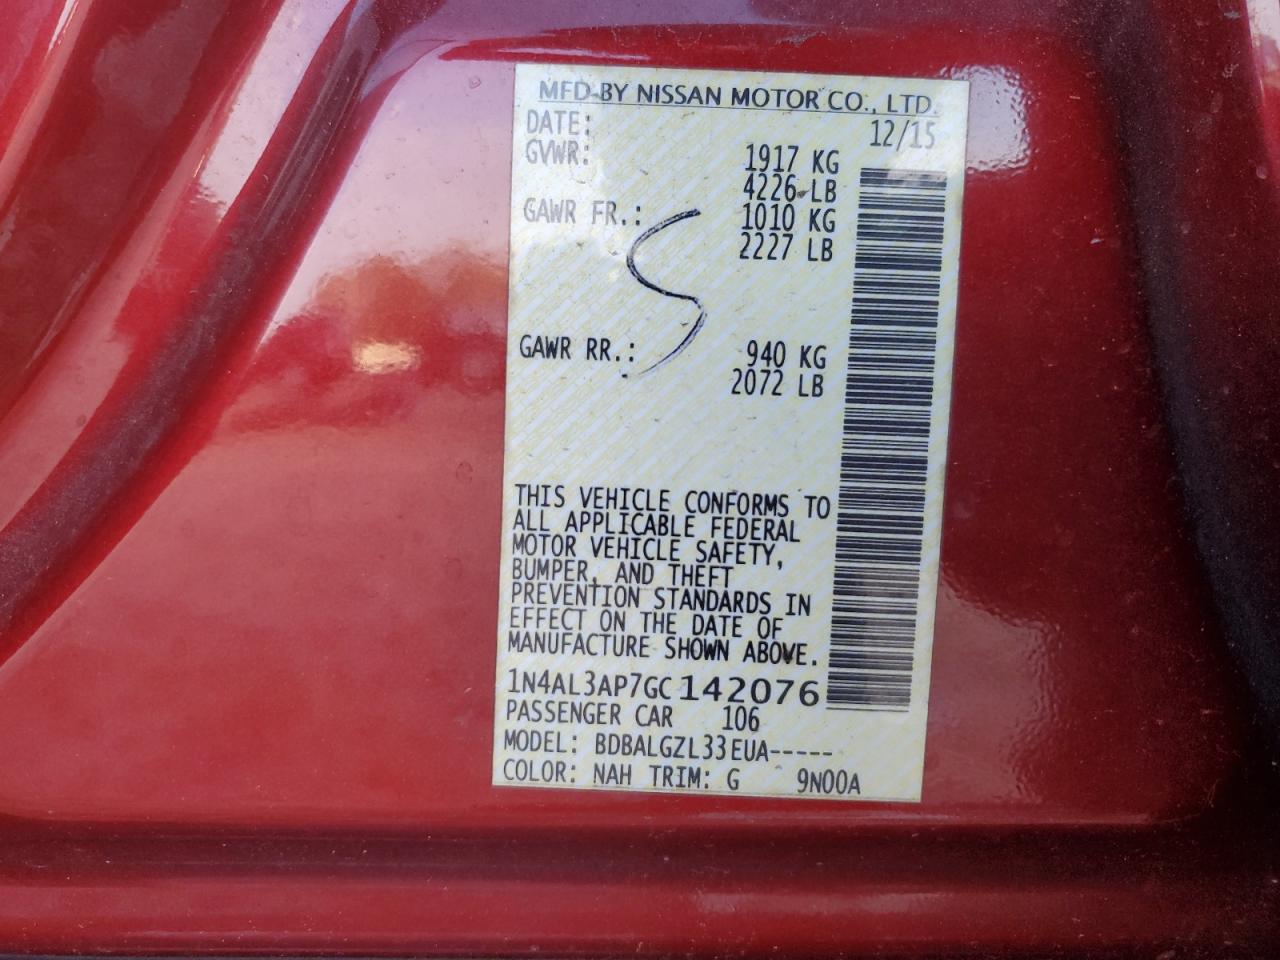 MFD BY NISSAN MOTOR CO., LTD.
DATE: 12/15
GVWR: 1917 KG
4226 LB
GAWR FR.: 1010 KG
2227 LB
S
GAWR RR.: 940 KG
2072 LB
THIS VEHICLE CONFORMS TO
ALL APPLICABLE FEDERAL
MOTOR VEHICLE SAFETY,
BUMPER, AND THEFT
PREVENTION STANDARDS IN
EFFECT ON THE DATE OF
MANUFACTURE SHOWN ABOVE.
1N4AL3AP7GC142076
PASSENGER CAR 106
MODEL: BDBALGZL33EUA-----
COLOR: NAH TRIM: G 9N00A